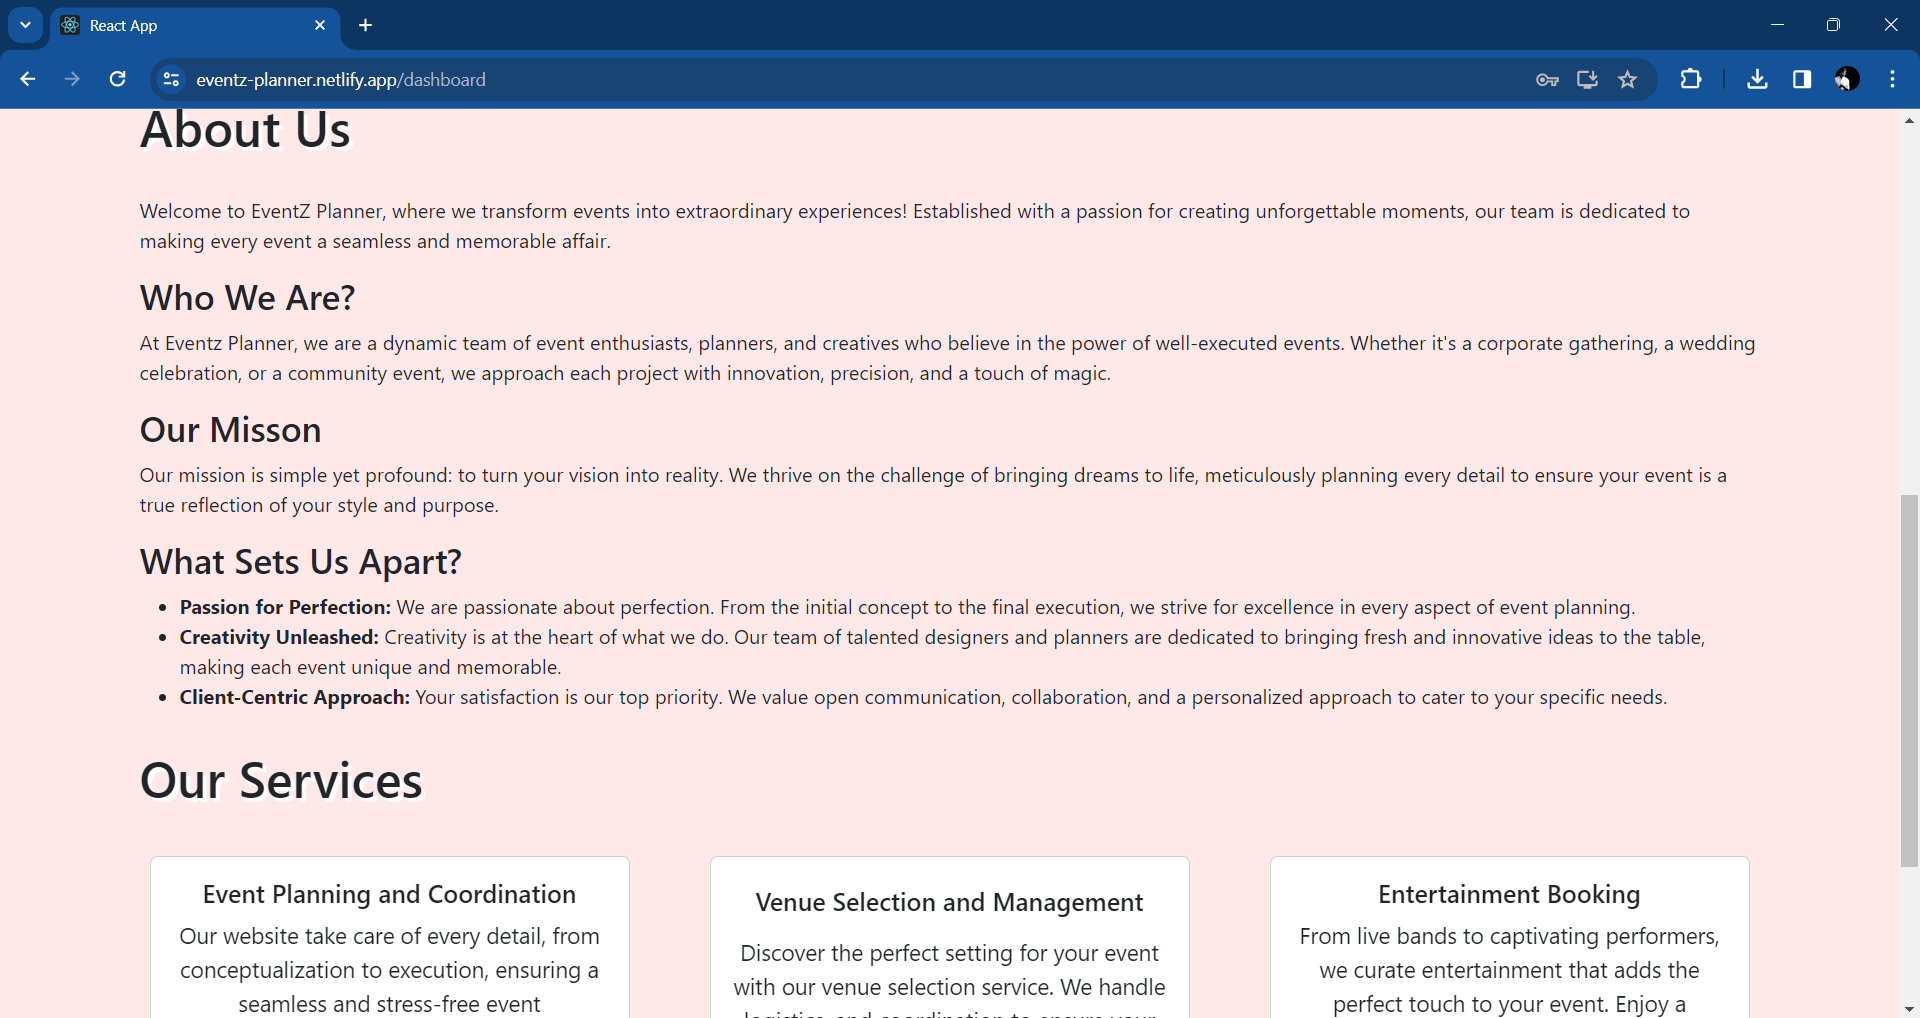 React App
eventz-planner.netlify.app/dashboard
About Us
Welcome to EventZ Planner, where we transform events into extraordinary experiences! Established with a passion for creating unforgettable moments, our team is dedicated to
making every event a seamless and memorable affair.
Who We Are?
At Eventz Planner, we are a dynamic team of event enthusiasts, planners, and creatives who believe in the power of well-executed events. Whether it's a corporate gathering, a wedding
celebration, or a community event, we approach each project with innovation, precision, and a touch of magic.
Our Misson
Our mission is simple yet profound: to turn your vision into reality. We thrive on the challenge of bringing dreams to life, meticulously planning every detail to ensure your event is a
true reflection of your style and purpose.
What Sets Us Apart?
• Passion for Perfection: We are passionate about perfection. From the initial concept to the final execution, we strive for excellence in every aspect of event planning.
• Creativity Unleashed: Creativity is at the heart of what we do. Our team of talented designers and planners are dedicated to bringing fresh and innovative ideas to the table,
making each event unique and memorable.
• Client-Centric Approach: Your satisfaction is our top priority. We value open communication, collaboration, and a personalized approach to cater to your specific needs.
Our Services
Event Planning and Coordination
Our website take care of every detail, from
conceptualization to execution, ensuring a
seamless and stress-free event
Venue Selection and Management
Discover the perfect setting for your event
with our venue selection service. We handle
logistics and coordination to ensure your
Entertainment Booking
From live bands to captivating performers,
we curate entertainment that adds the
perfect touch to your event. Enjoy a